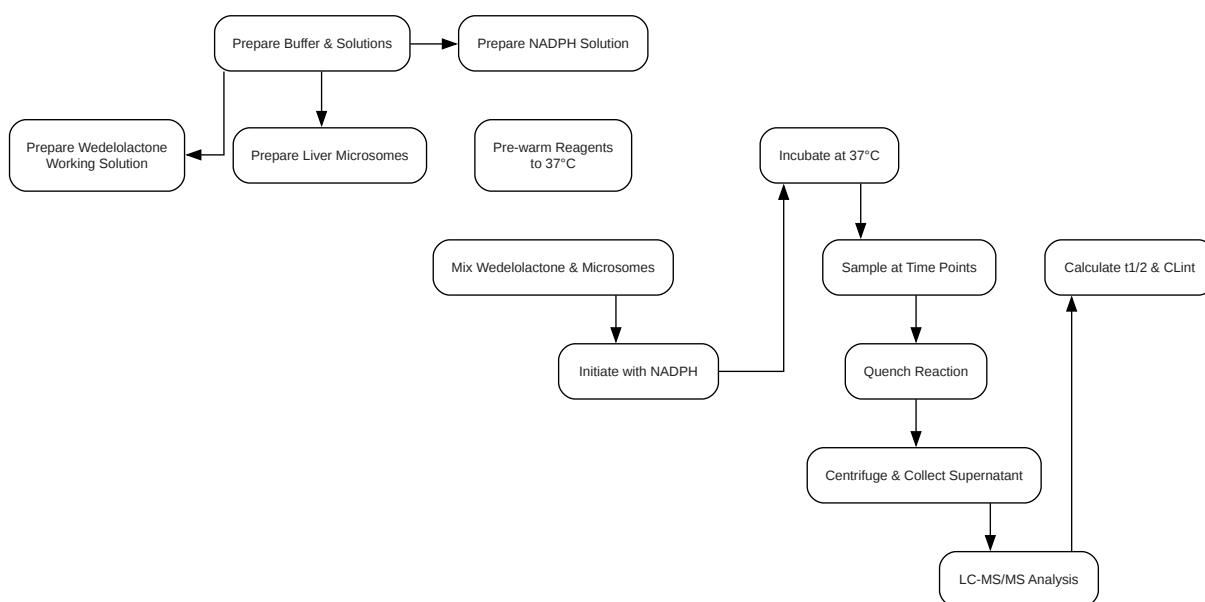 Prepare Buffer & Solutions
Prepare NADPH Solution
Prepare Wedelolactone
Working Solution
Prepare Liver Microsomes
Pre-warm Reagents
to 37°C
Incubate at 37°C
Mix Wedelolactone & Microsomes
Sample at Time Points
Calculate t1/2 & CLint
Initiate with NADPH
Quench Reaction
Centrifuge & Collect Supernatant
LC-MS/MS Analysis